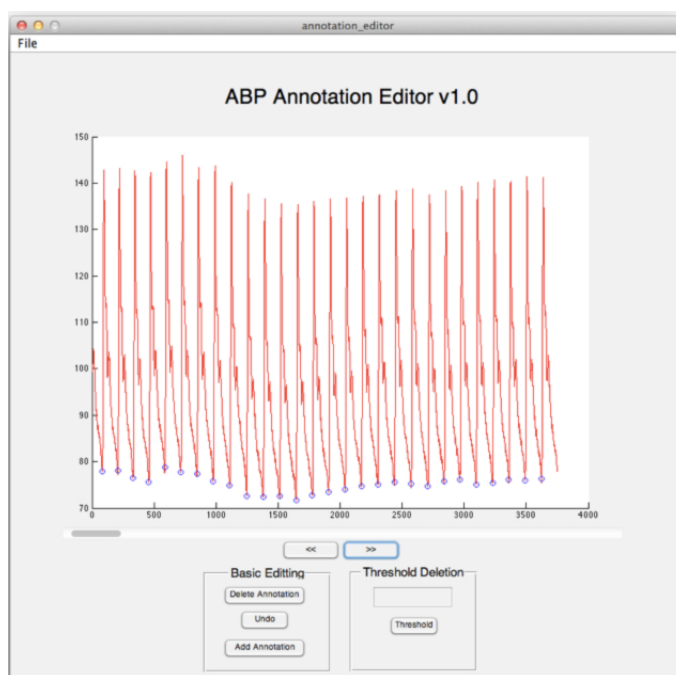 annotation_editor
File
ABP Annotation Editor v1.0
150
140
130
120
110
100
90
80
70
0 500 1000 1500 2000 2500 3000 3500 4000
<< >>
Basic Editting
Delete Annotation
Undo
Add Annotation
Threshold Deletion
Threshold